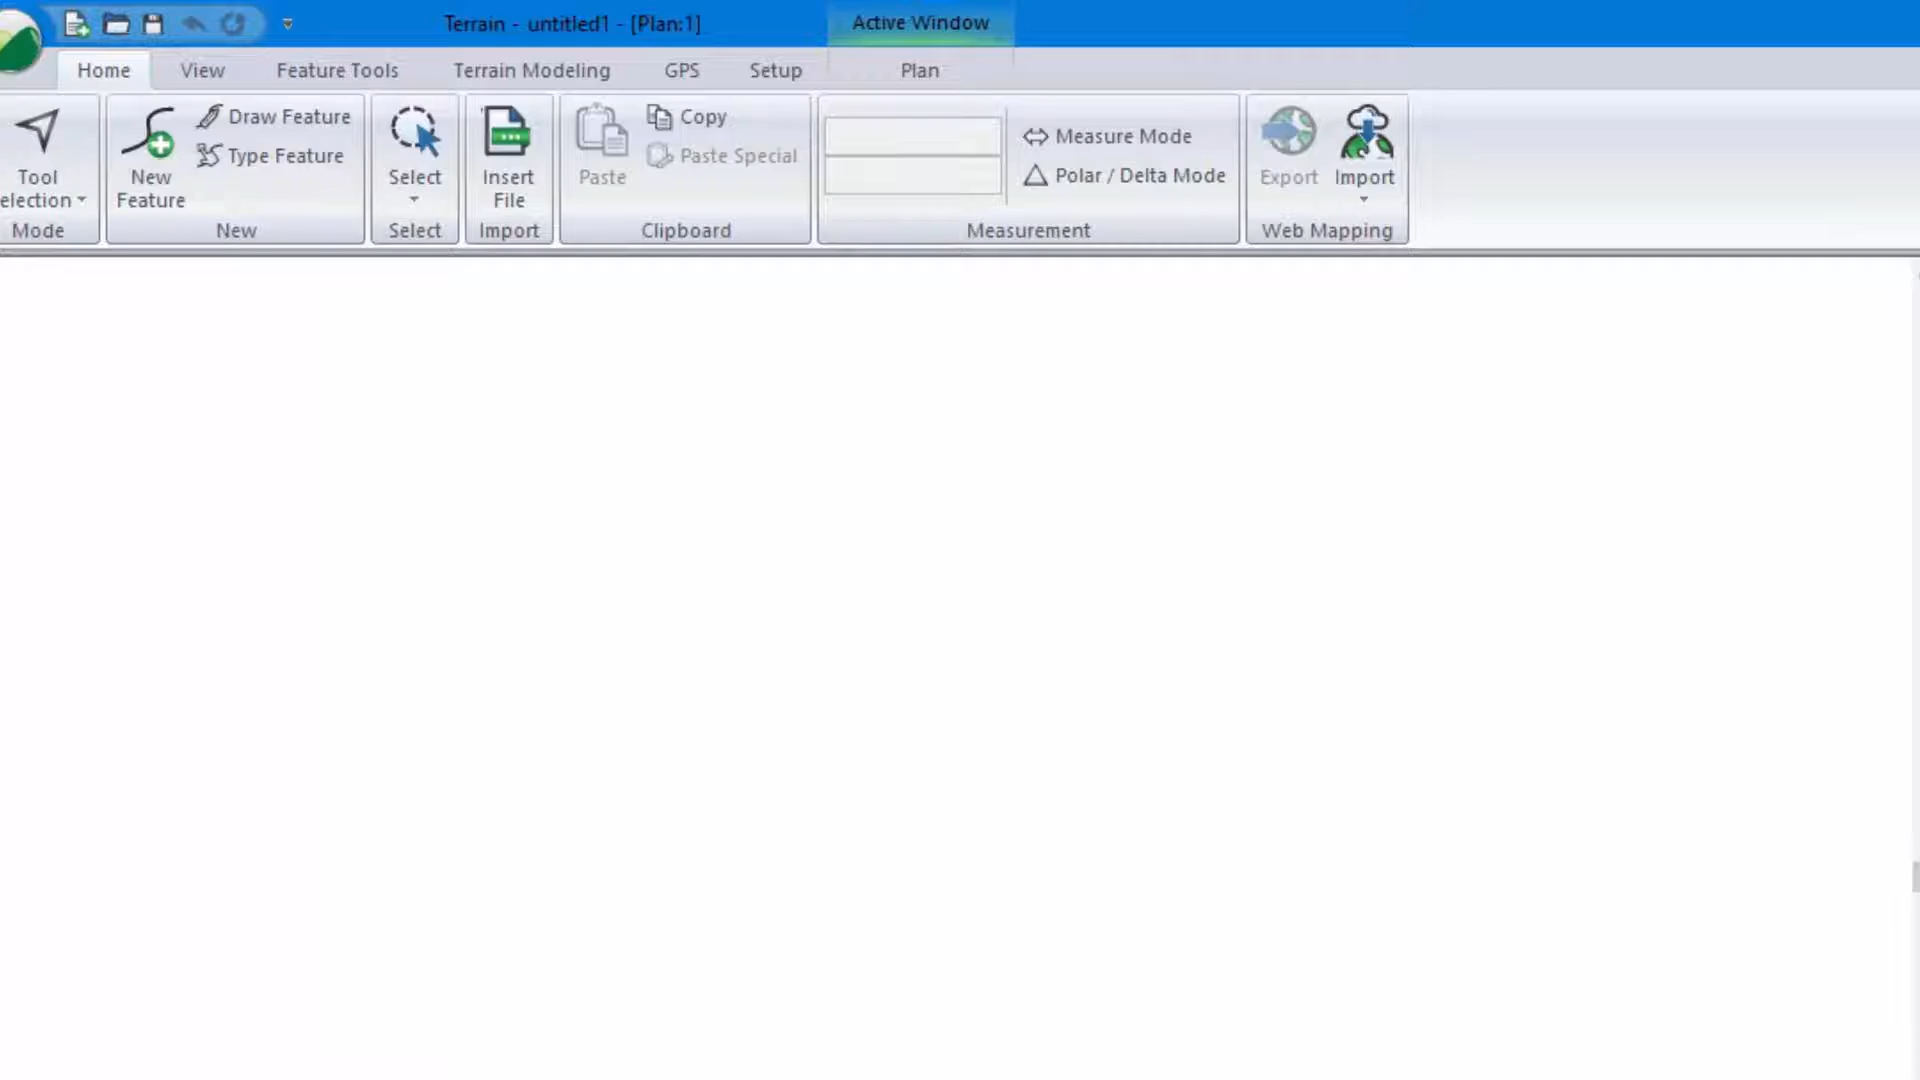 Terrain - untitled1 - [Plan:1]
Active Window
Home
View
Feature Tools
Terrain Modeling
GPS
Setup
Plan
Tool
election
Mode
New
Feature
Draw Feature
Type Feature
New
Select
Select
Insert
File
Import
Paste
Copy
Paste Special
Clipboard
Measure Mode
Polar / Delta Mode
Measurement
Export
Import
Web Mapping